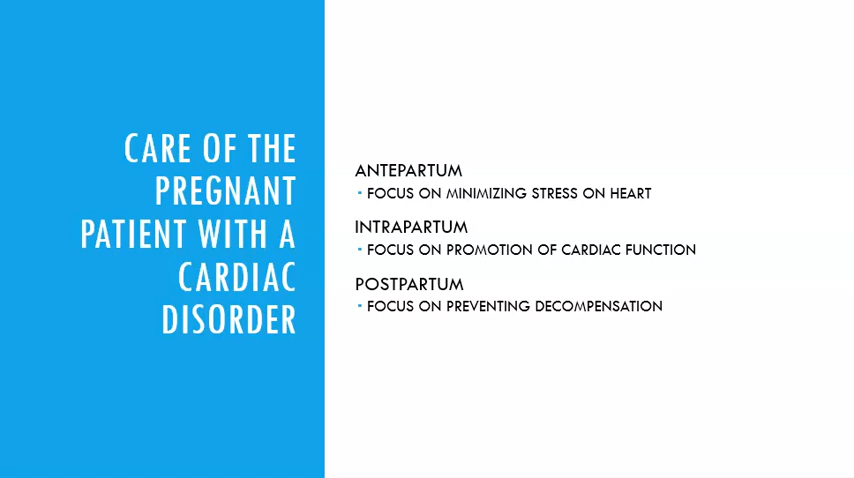 CARE OF THE
PREGNANT
PATIENT WITH A
CARDIAC
DISORDER
ANTEPARTUM
▪ FOCUS ON MINIMIZING STRESS ON HEART
INTRAPARTUM
▪ FOCUS ON PROMOTION OF CARDIAC FUNCTION
POSTPARTUM
▪ FOCUS ON PREVENTING DECOMPENSATION